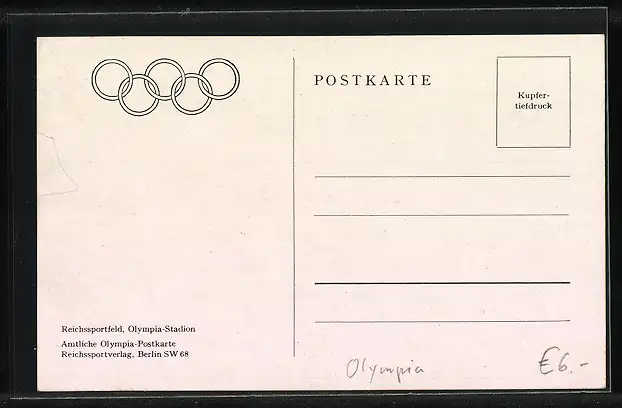 POSTKARTE
Kupfer-
tiefdruck
Reichssportfeld, Olympia-Stadion
Amtliche Olympia-Postkarte
Reichssportverlag, Berlin SW 68
Olympia
€6.-